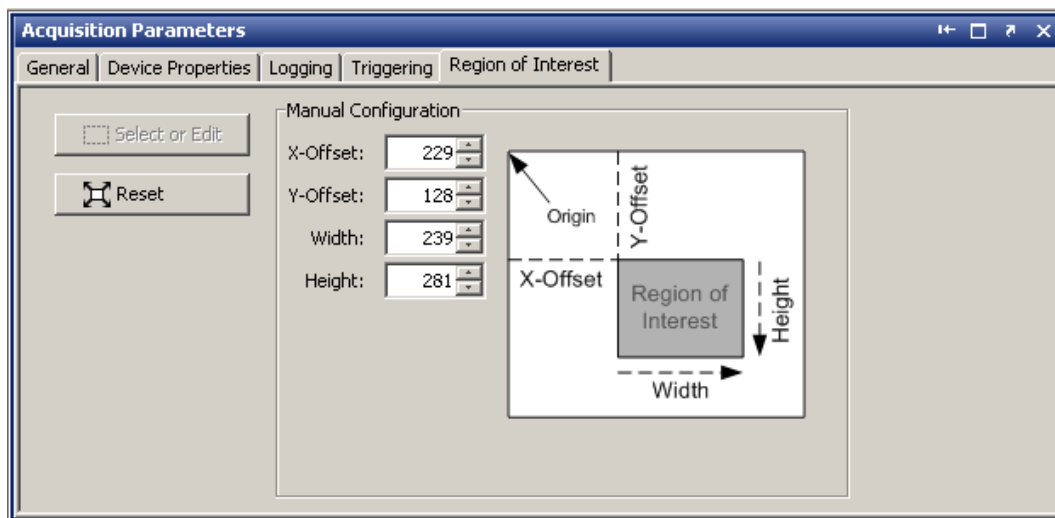 Acquisition Parameters
General Device Properties Logging Triggering Region of Interest
Select or Edit
Reset
Manual Configuration
X-Offset: 229
Y-Offset: 128
Width: 239
Height: 281
Origin
Y-Offset
X-Offset
Region of
Interest
Height
Width